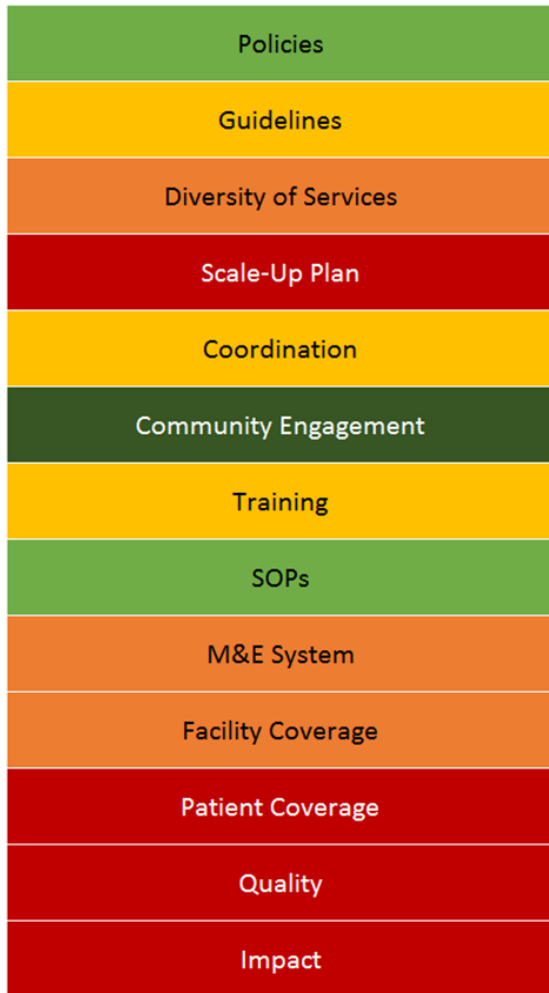 Policies
Guidelines
Diversity of Services
Scale-Up Plan
Coordination
Community Engagement
Training
SOPs
M&E System
Facility Coverage
Patient Coverage
Quality
Impact